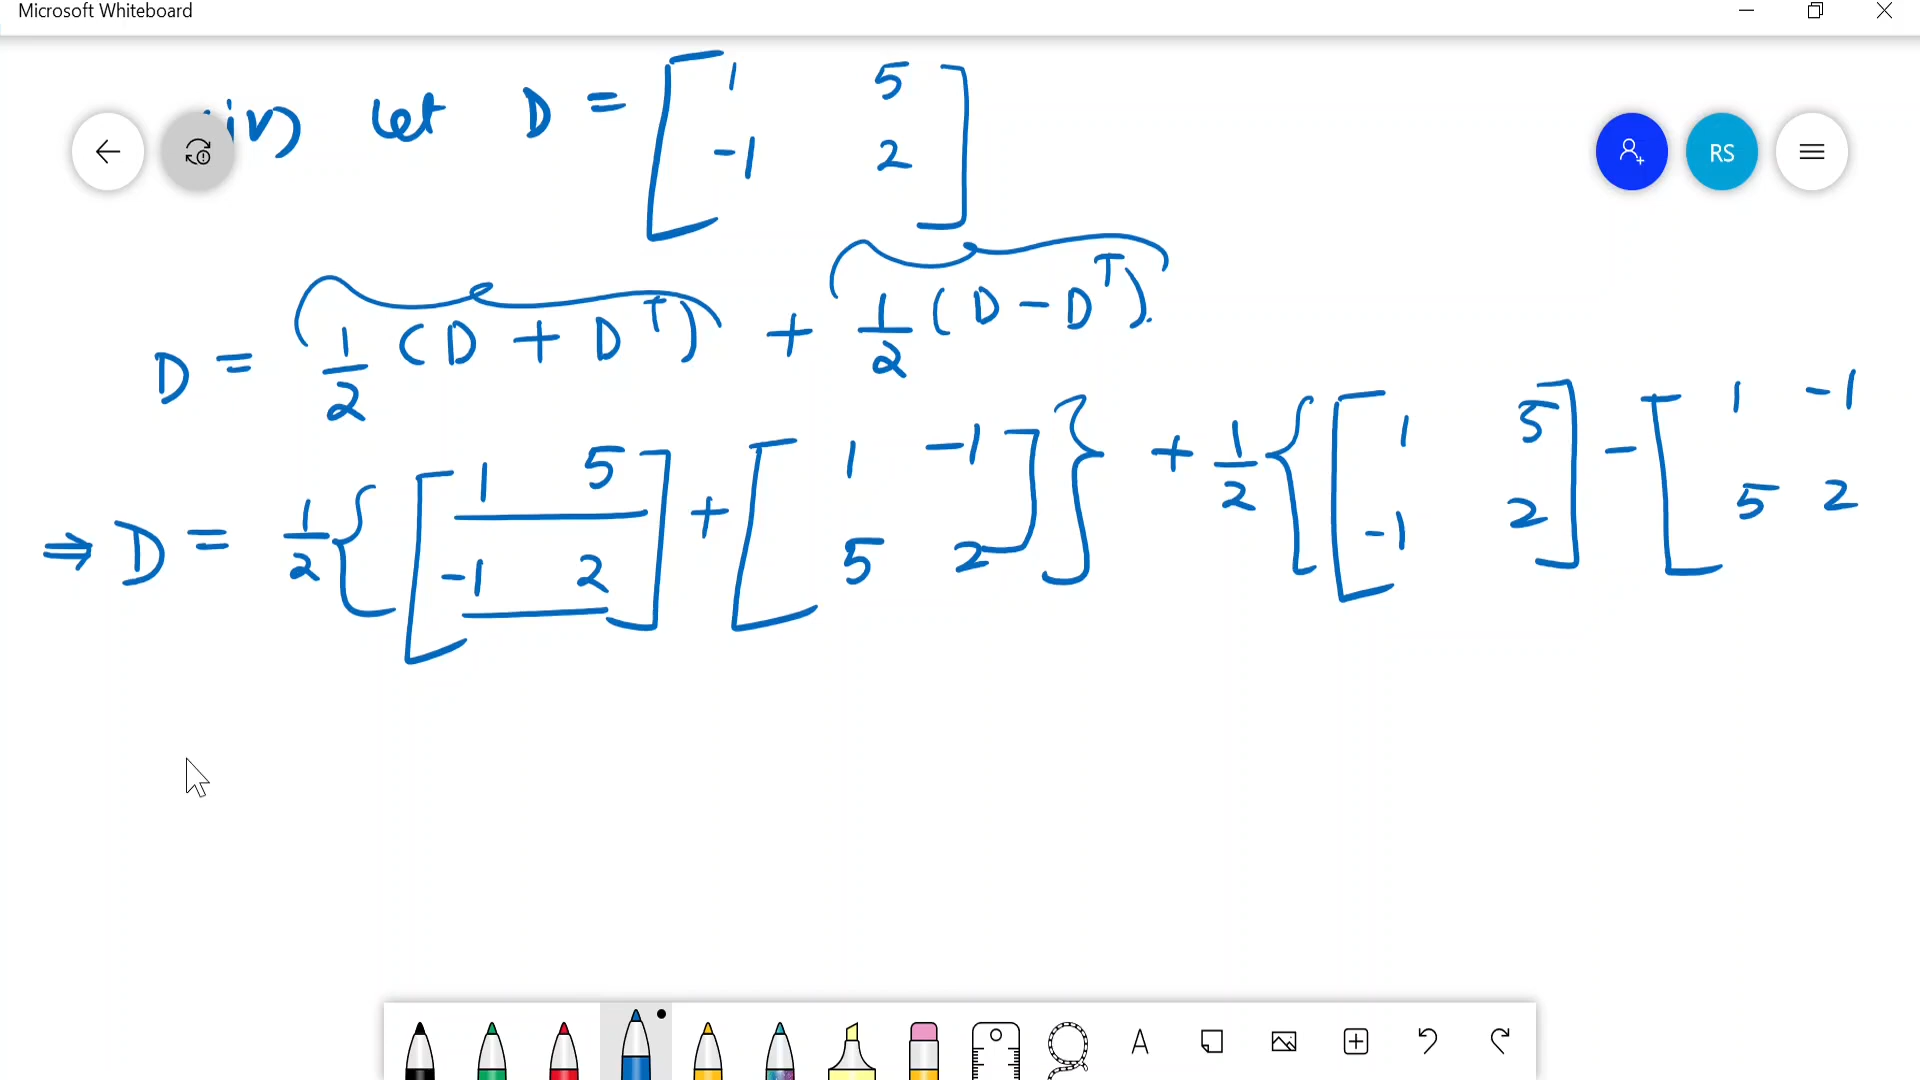 Microsoft Whiteboard
iv) let D = [ 1 5
-1 2 ]
RS
D = 1/2 (D + D^T) + 1/2 (D - D^T).
⇒ D = 1/2 { [ 1 5
-1 2 ] + [ 1 -1
5 2 ] } + 1/2 { [ 1 5
-1 2 ] - [ 1 -1
5 2
A